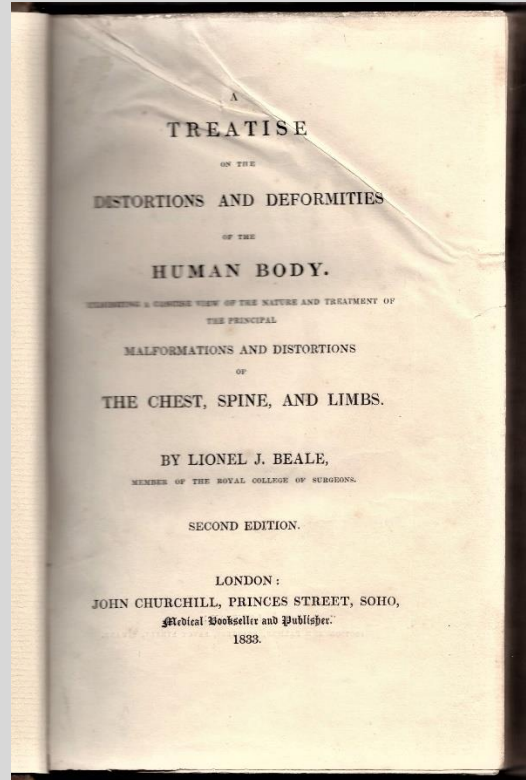 A
TREATISE
ON THE
DISTORTIONS AND DEFORMITIES
OF THE
HUMAN BODY.
EXHIBITING A CONCISE VIEW OF THE NATURE AND TREATMENT OF
THE PRINCIPAL
MALFORMATIONS AND DISTORTIONS
OF
THE CHEST, SPINE, AND LIMBS.
BY LIONEL J. BEALE,
MEMBER OF THE ROYAL COLLEGE OF SURGEONS.
SECOND EDITION.
LONDON:
JOHN CHURCHILL, PRINCES STREET, SOHO,
Medical Bookseller and Publisher.
1833.